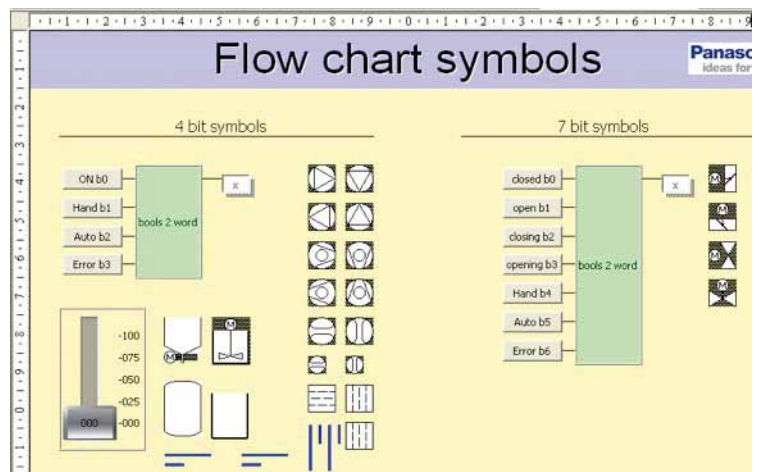 Flow chart symbols
Panaso
ideas for
4 bit symbols
7 bit symbols
ON b0
Hand b1
Auto b2
Error b3
bools 2 word
x
closed b0
open b1
closing b2
opening b3
Hand b4
Auto b5
Error b6
bools 2 word
x
M
M
M
M
M
M
-100
-075
-050
-025
-000
000